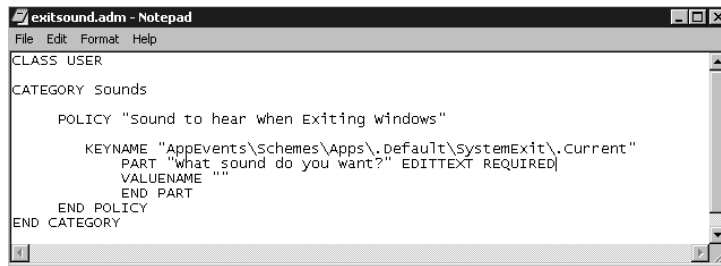 exitsound.adm - Notepad
File Edit Format Help
CLASS USER
CATEGORY Sounds
POLICY "Sound to hear when Exiting Windows"
KEYNAME "AppEvents\Schemes\Apps\.Default\SystemExit\.Current"
PART "What sound do you want?" EDITTEXT REQUIRED
VALUENAME ""
END PART
END POLICY
END CATEGORY